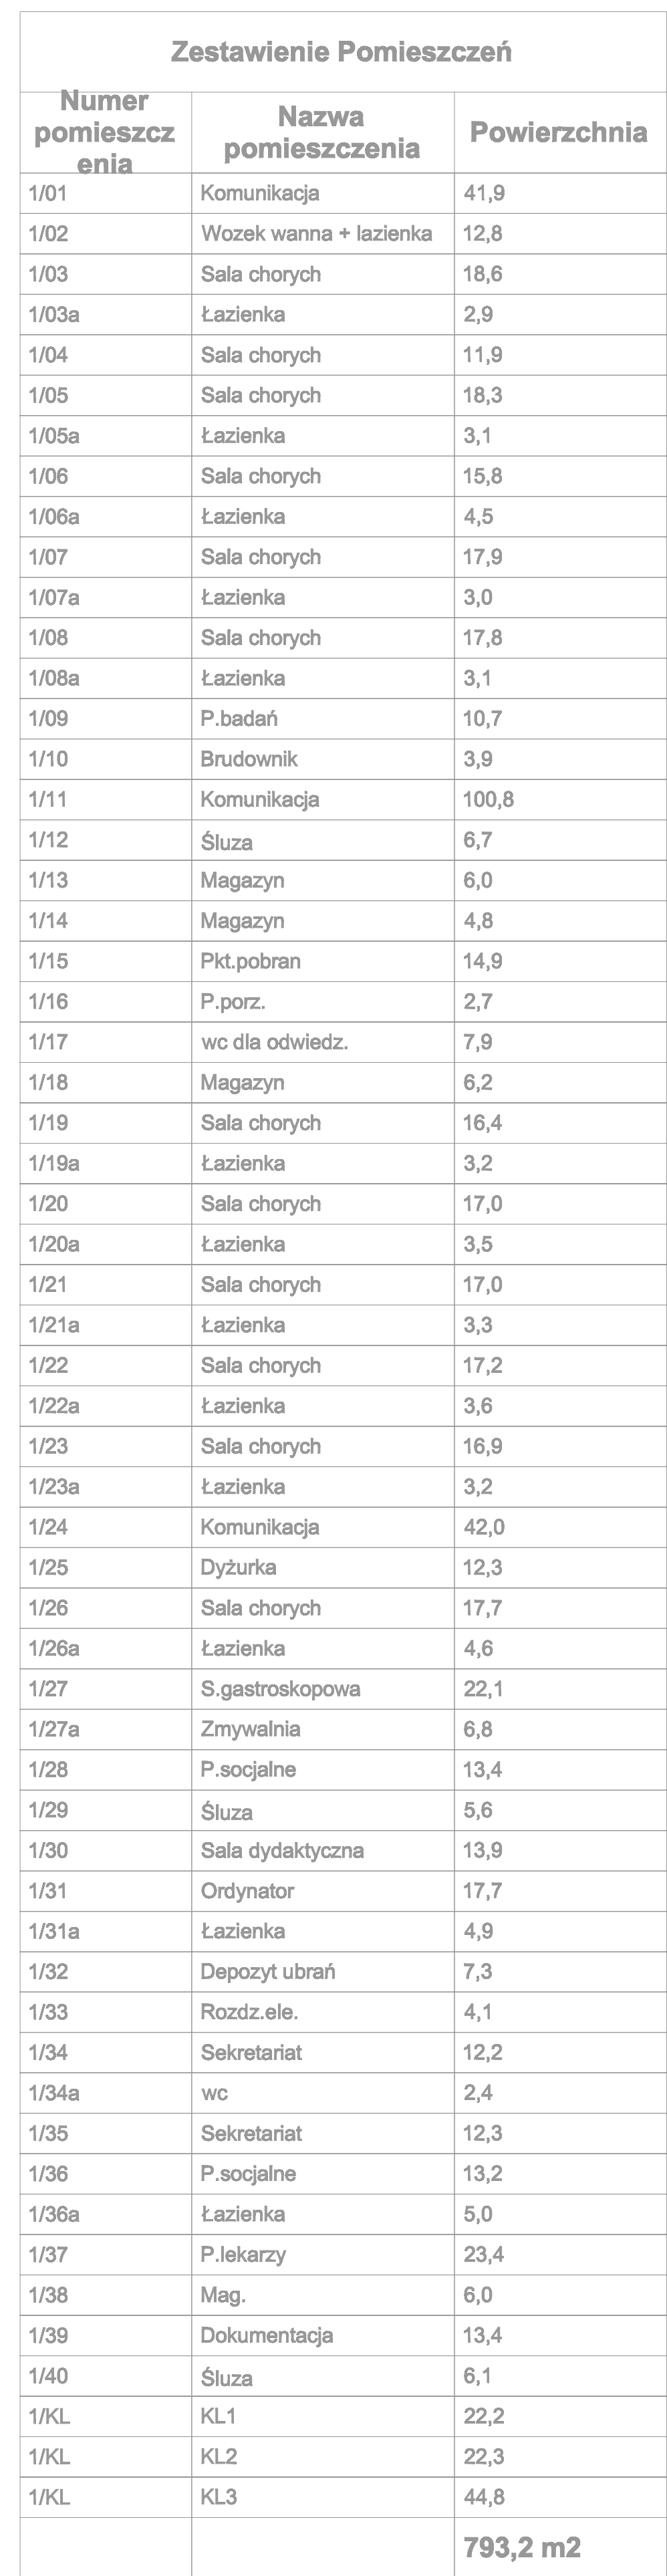 Zestawienie Pomieszczeń
Numer
pomieszcz
enia
Nazwa
pomieszczenia
Powierzchnia
1/01 Komunikacja 41,9
1/02 Wozek wanna + lazienka 12,8
1/03 Sala chorych 18,6
1/03a Łazienka 2,9
1/04 Sala chorych 11,9
1/05 Sala chorych 18,3
1/05a Łazienka 3,1
1/06 Sala chorych 15,8
1/06a Łazienka 4,5
1/07 Sala chorych 17,9
1/07a Łazienka 3,0
1/08 Sala chorych 17,8
1/08a Łazienka 3,1
1/09 P.badań 10,7
1/10 Brudownik 3,9
1/11 Komunikacja 100,8
1/12 Śluza 6,7
1/13 Magazyn 6,0
1/14 Magazyn 4,8
1/15 Pkt.pobran 14,9
1/16 P.porz. 2,7
1/17 wc dla odwiedz. 7,9
1/18 Magazyn 6,2
1/19 Sala chorych 16,4
1/19a Łazienka 3,2
1/20 Sala chorych 17,0
1/20a Łazienka 3,5
1/21 Sala chorych 17,0
1/21a Łazienka 3,3
1/22 Sala chorych 17,2
1/22a Łazienka 3,6
1/23 Sala chorych 16,9
1/23a Łazienka 3,2
1/24 Komunikacja 42,0
1/25 Dyżurka 12,3
1/26 Sala chorych 17,7
1/26a Łazienka 4,6
1/27 S.gastroskopowa 22,1
1/27a Zmywalnia 6,8
1/28 P.socjalne 13,4
1/29 Śluza 5,6
1/30 Sala dydaktyczna 13,9
1/31 Ordynator 17,7
1/31a Łazienka 4,9
1/32 Depozyt ubrań 7,3
1/33 Rozdz.ele. 4,1
1/34 Sekretariat 12,2
1/34a wc 2,4
1/35 Sekretariat 12,3
1/36 P.socjalne 13,2
1/36a Łazienka 5,0
1/37 P.lekarzy 23,4
1/38 Mag. 6,0
1/39 Dokumentacja 13,4
1/40 Śluza 6,1
1/KL KL1 22,2
1/KL KL2 22,3
1/KL KL3 44,8
793,2 m2